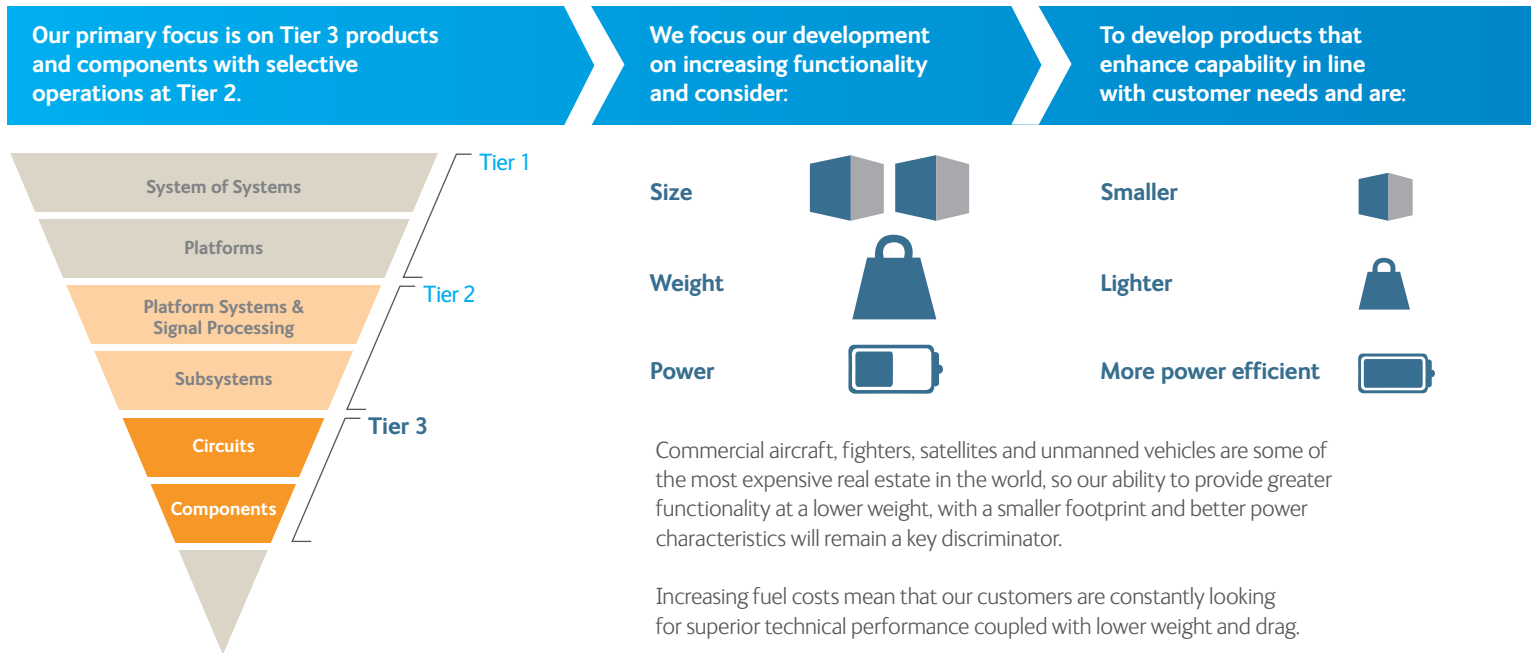 Our primary focus is on Tier 3 products
and components with selective
operations at Tier 2.
We focus our development
on increasing functionality
and consider:
To develop products that
enhance capability in line
with customer needs and are:
System of Systems
Platforms
Platform Systems &
Signal Processing
Subsystems
Circuits
Components
Tier 1
Tier 2
Tier 3
Size
Weight
Power
Smaller
Lighter
More power efficient
Commercial aircraft, fighters, satellites and unmanned vehicles are some of
the most expensive real estate in the world, so our ability to provide greater
functionality at a lower weight, with a smaller footprint and better power
characteristics will remain a key discriminator.
Increasing fuel costs mean that our customers are constantly looking
for superior technical performance coupled with lower weight and drag.